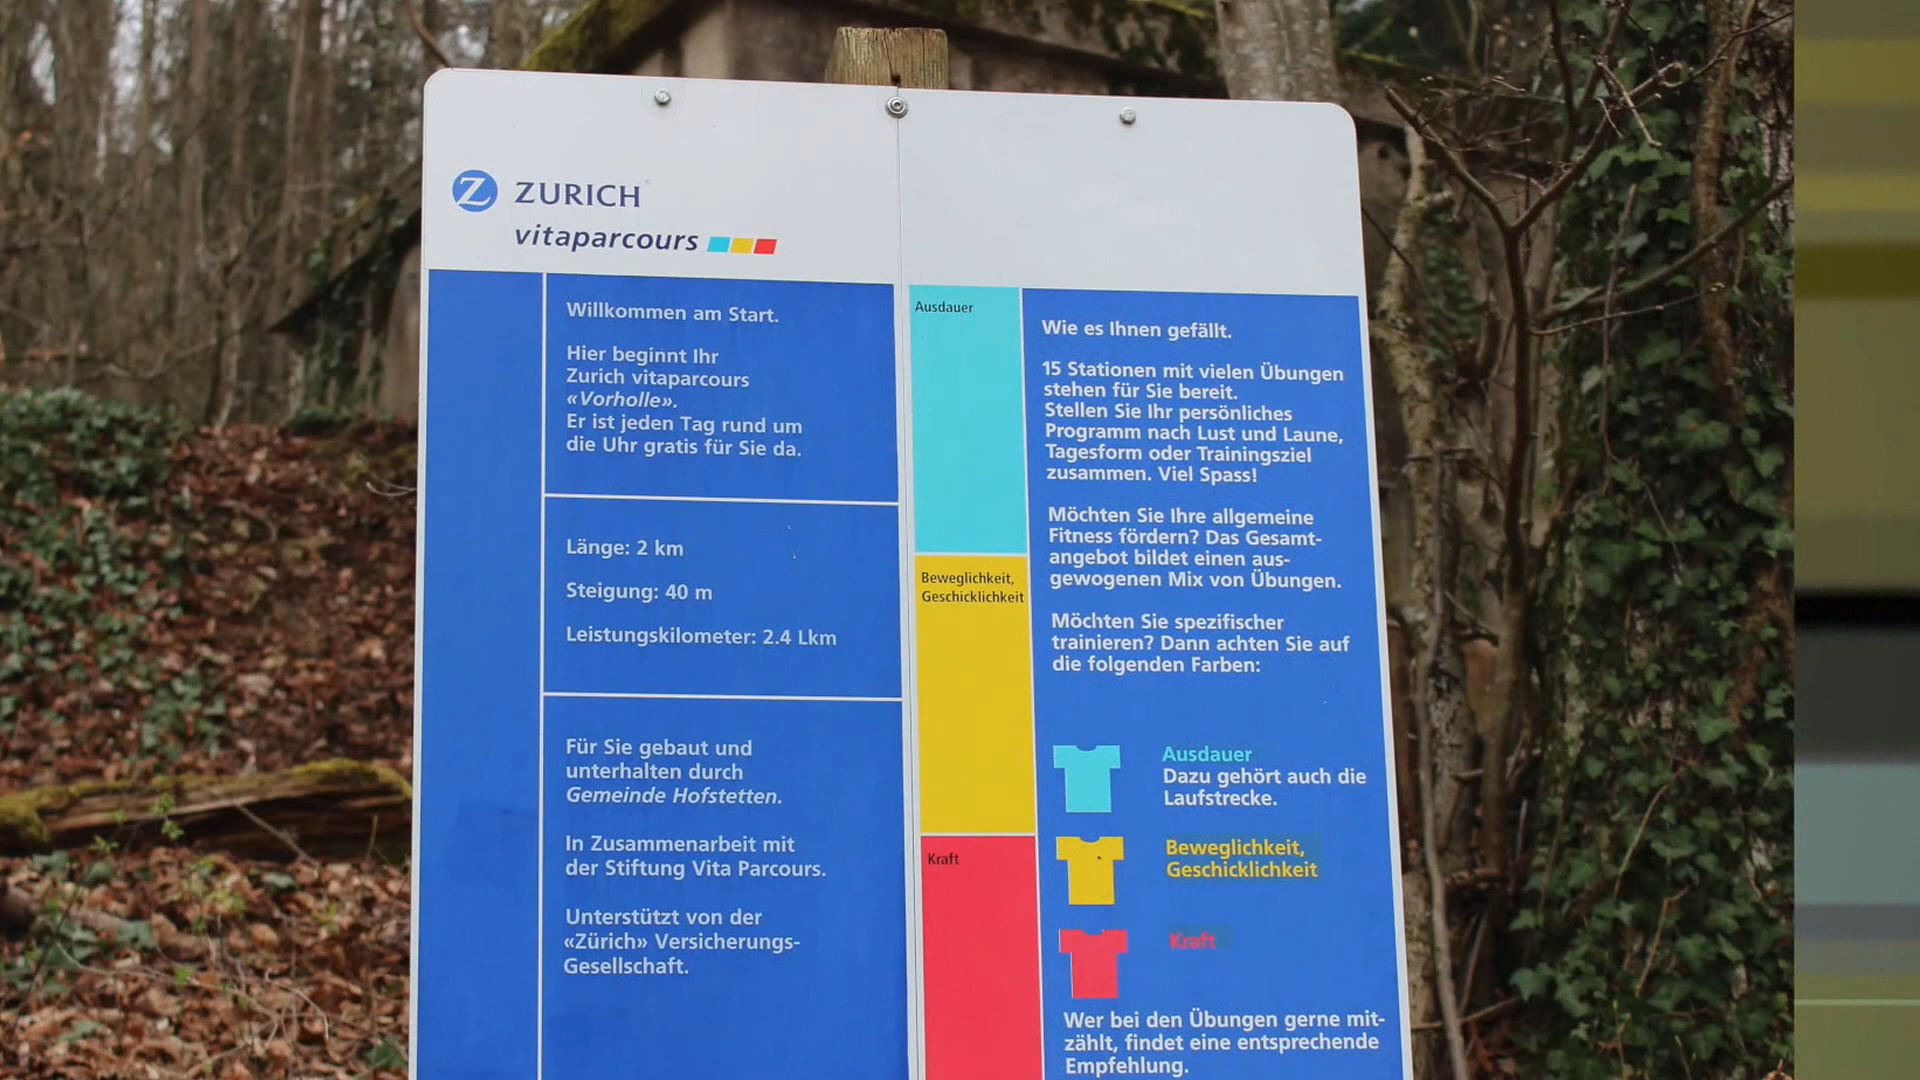 ZURICH
vitaparcours
Willkommen am Start.
Hier beginnt Ihr
Zurich vitaparcours
«Vorholle».
Er ist jeden Tag rund um
die Uhr gratis für Sie da.
Länge: 2 km
Steigung: 40 m
Leistungskilometer: 2.4 Lkm
Für Sie gebaut und
unterhalten durch
Gemeinde Hofstetten.
In Zusammenarbeit mit
der Stiftung Vita Parcours.
Unterstützt von der
«Zürich» Versicherungs-
Gesellschaft.
Ausdauer
Beweglichkeit,
Geschicklichkeit
Kraft
Wie es Ihnen gefällt.
15 Stationen mit vielen Übungen
stehen für Sie bereit.
Stellen Sie Ihr persönliches
Programm nach Lust und Laune,
Tagesform oder Trainingsziel
zusammen. Viel Spass!
Möchten Sie Ihre allgemeine
Fitness fördern? Das Gesamt-
angebot bildet einen aus-
gewogenen Mix von Übungen.
Möchten Sie spezifischer
trainieren? Dann achten Sie auf
die folgenden Farben:
Ausdauer
Dazu gehört auch die
Laufstrecke.
Beweglichkeit,
Geschicklichkeit
Kraft
Wer bei den Übungen gerne mit-
zählt, findet eine entsprechende
Empfehlung.